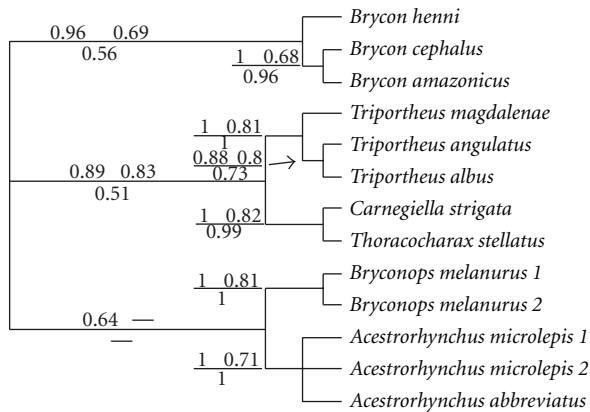 Brycon henni
0.96 0.69
0.56
Brycon cephalus
1 0.68
0.96
Brycon amazonicus
Triportheus magdalenae
1 0.81
1
Triportheus angulatus
0.88 0.8
0.73
0.89 0.83
0.51
Triportheus albus
Carnegiella strigata
1 0.82
0.99
Thoracocharax stellatus
Bryconops melanurus 1
1 0.81
1
Bryconops melanurus 2
0.64 —
—
Acestrorhynchus microlepis 1
1 0.71
1
Acestrorhynchus microlepis 2
Acestrorhynchus abbreviatus